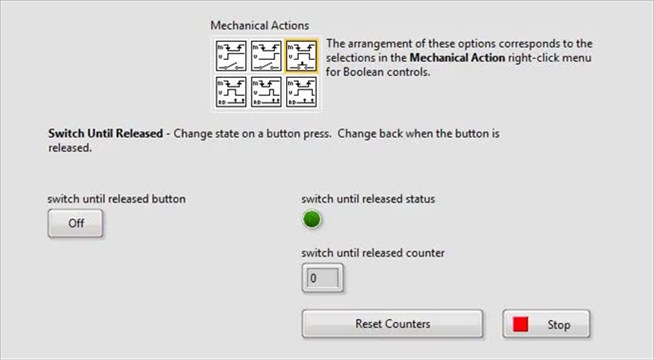 Mechanical Actions
The arrangement of these options corresponds to the
selections in the Mechanical Action right-click menu
for Boolean controls.
Switch Until Released - Change state on a button press.  Change back when the button is
released.
switch until released button
Off
switch until released status
switch until released counter
0
Reset Counters
Stop